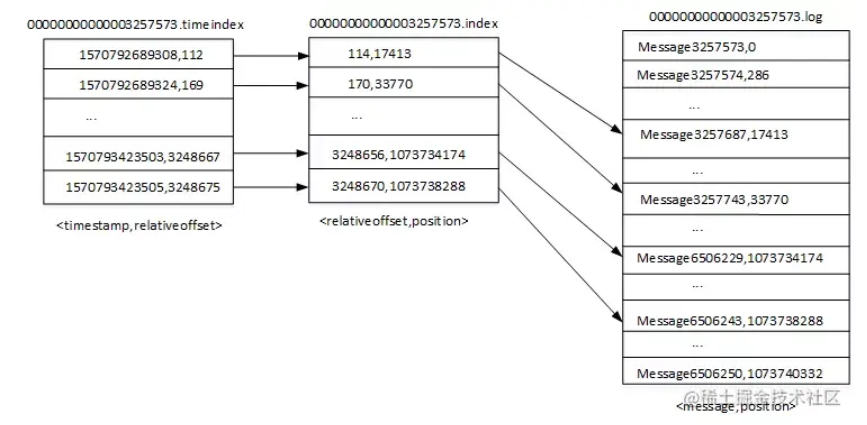 00000000000003257573.timeindex
1570792689308,112
1570792689324,169
...
1570793423503,3248667
1570793423505,3248675
<timestamp,relativeoffset>
00000000000003257573.index
114,17413
170,33770
...
3248656,1073734174
3248670,1073738288
<relativeoffset,position>
00000000000003257573.log
Message3257573,0
Message3257574,286
...
Message3257687,17413
...
Message3257743,33770
...
Message6506229,1073734174
...
Message6506243,1073738288
...
Message6506250,1073740332
<message,position>
@稀土掘金技术社区